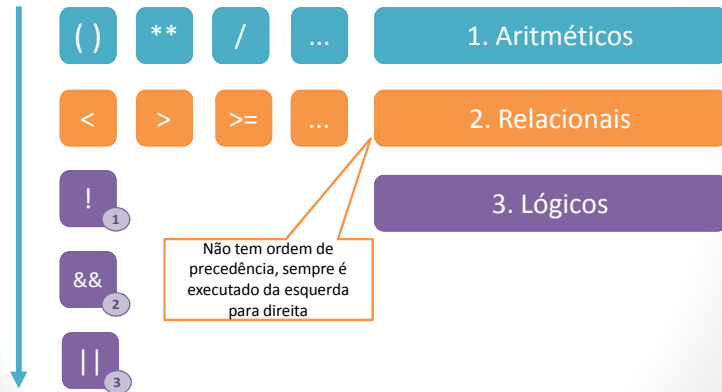 ( ) ** / ... 1. Aritméticos
< > >= ... 2. Relacionais
! 1 3. Lógicos
Não tem ordem de
precedência, sempre é
executado da esquerda
para direita
&& 2
|| 3